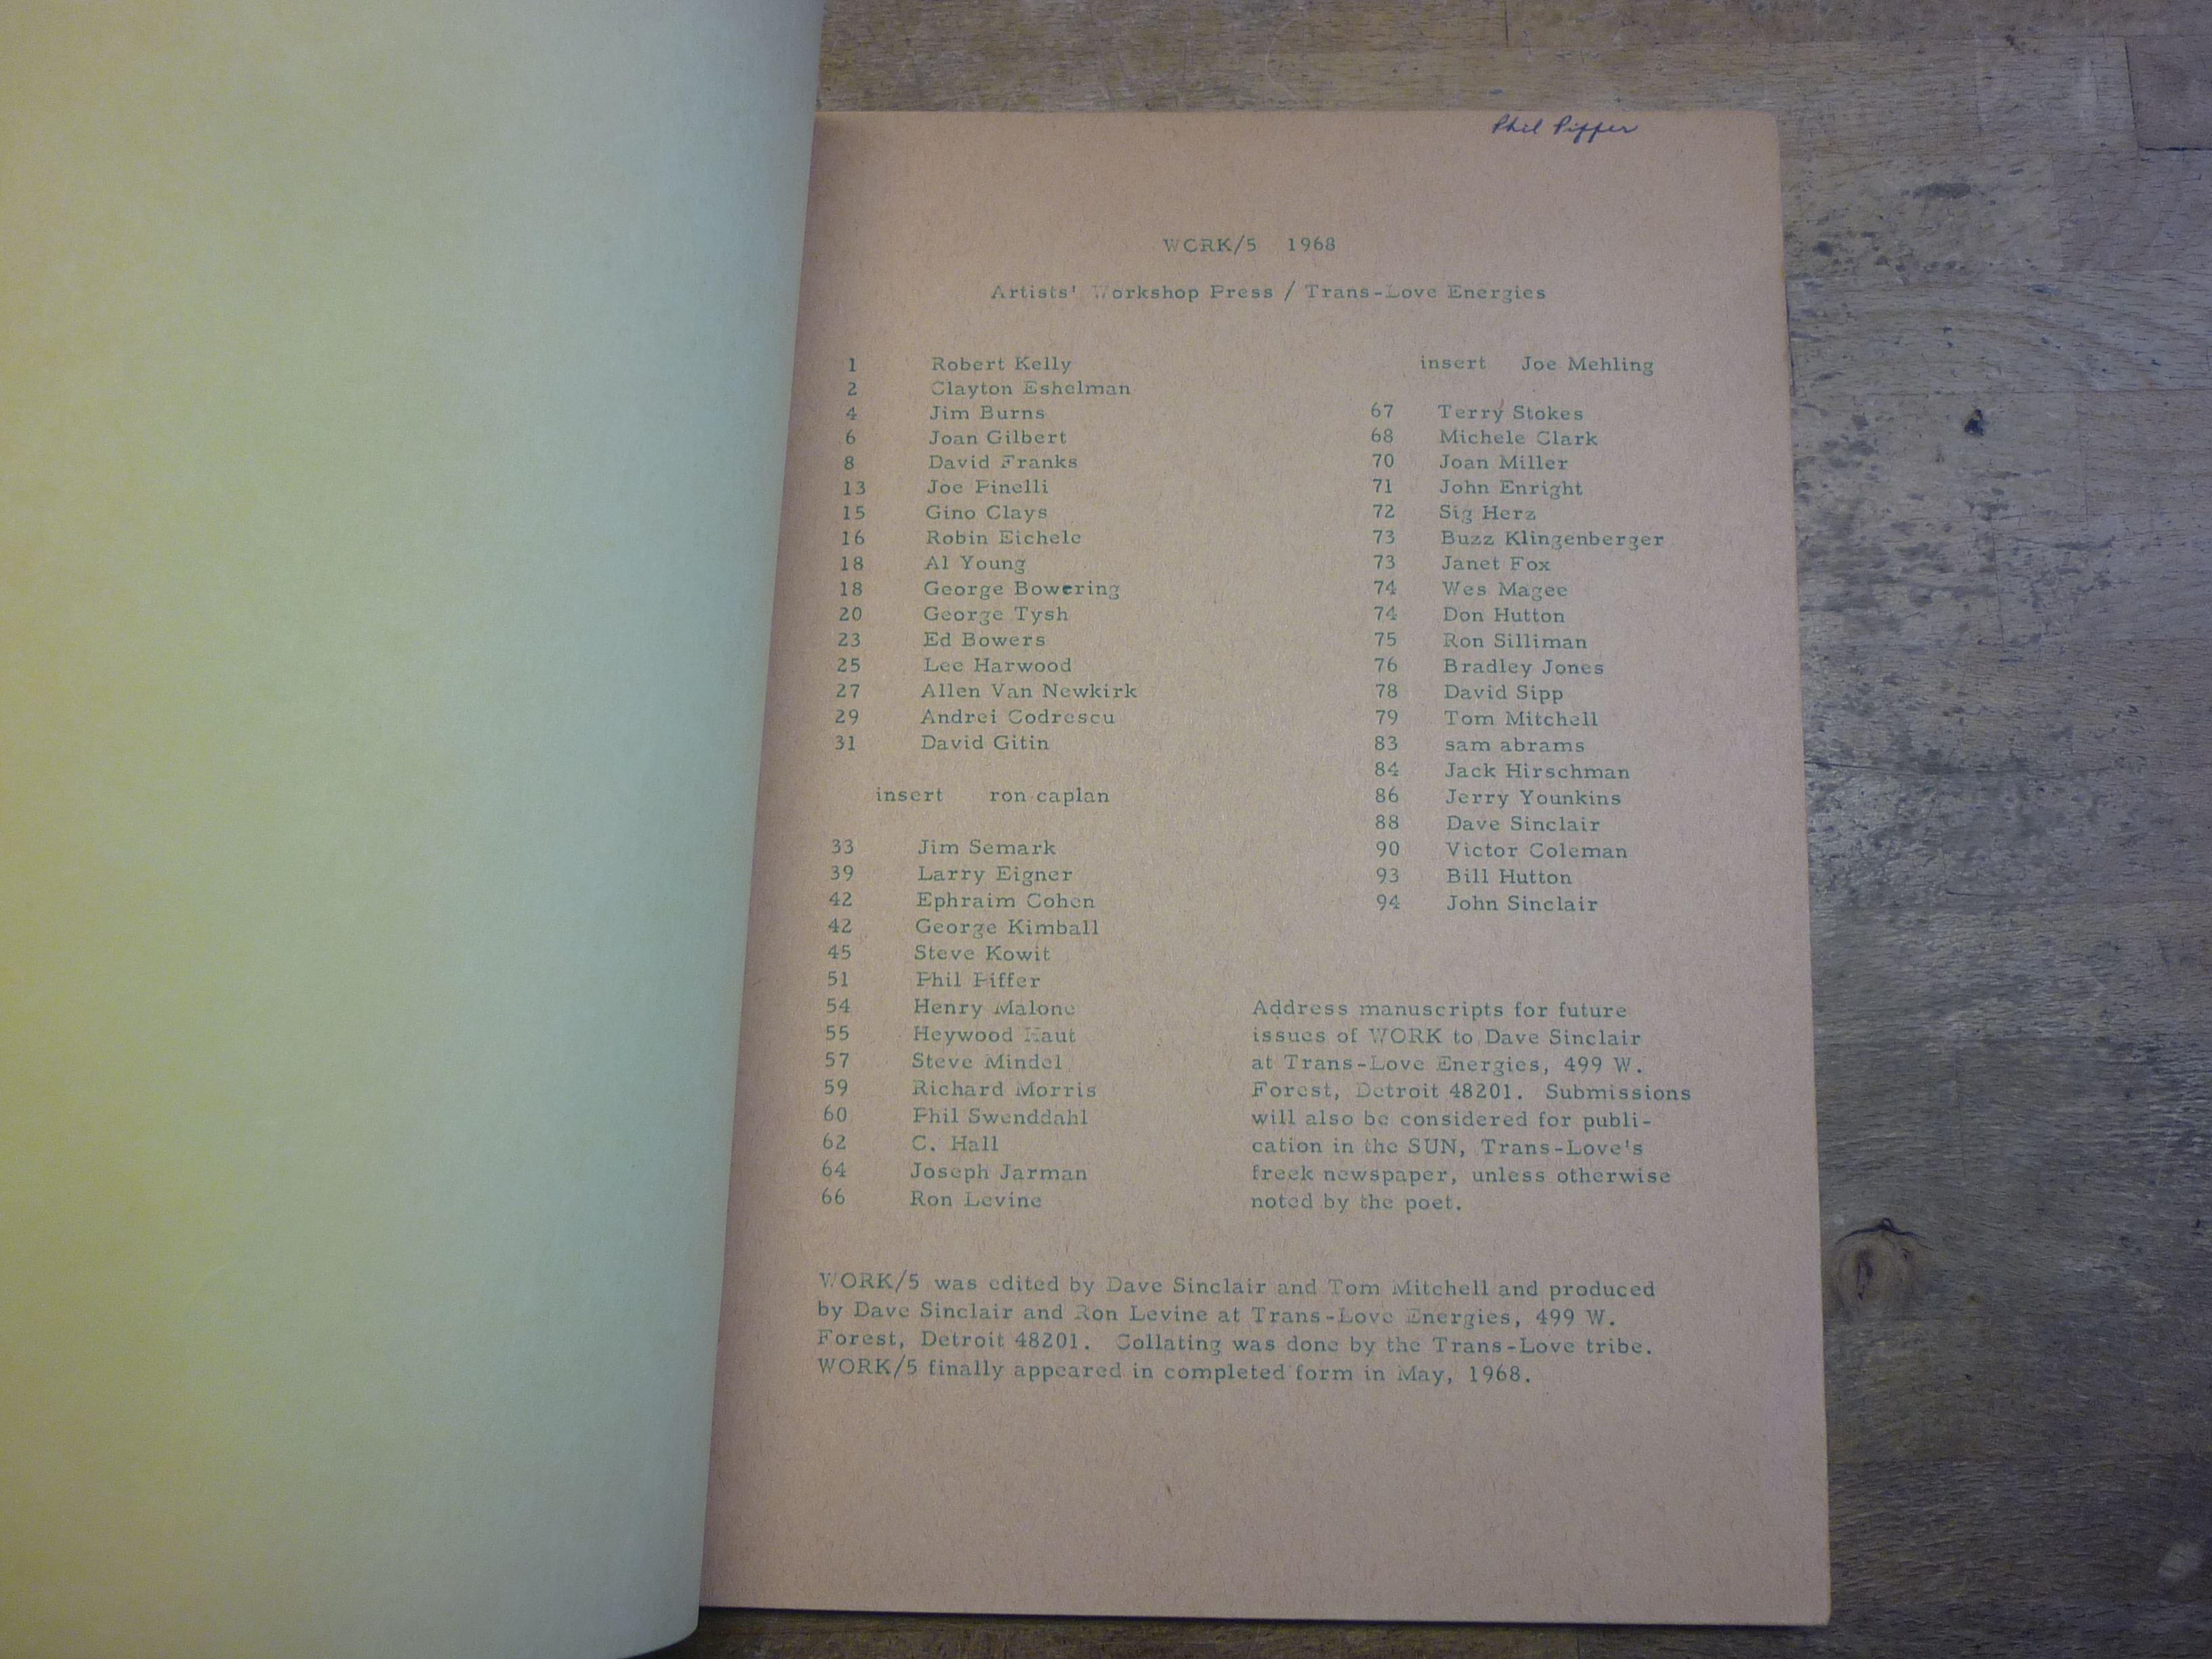 Phil Piffer
WORK/5 1968
Artists' Workshop Press / Trans-Love Energies
1 Robert Kelly
2 Clayton Eshelman
4 Jim Burns
6 Joan Gilbert
8 David Franks
13 Joe Pinelli
15 Gino Clays
16 Robin Eichele
18 Al Young
18 George Bowering
20 George Tysh
23 Ed Bowers
25 Lee Harwood
27 Allen Van Newkirk
29 Andrei Codrescu
31 David Gitin
insert ron caplan
33 Jim Semark
39 Larry Eigner
42 Ephraim Cohen
42 George Kimball
45 Steve Kowit
51 Phil Piffer
54 Henry Malone
55 Heywood Haut
57 Steve Mindel
59 Richard Morris
60 Phil Swenddahl
62 C. Hall
64 Joseph Jarman
66 Ron Levine
insert Joe Mehling
67 Terry Stokes
68 Michele Clark
70 Joan Miller
71 John Enright
72 Sig Herz
73 Buzz Klingenberger
73 Janet Fox
74 Wes Magee
74 Don Hutton
75 Ron Silliman
76 Bradley Jones
78 David Sipp
79 Tom Mitchell
83 sam abrams
84 Jack Hirschman
86 Jerry Younkins
88 Dave Sinclair
90 Victor Coleman
93 Bill Hutton
94 John Sinclair
Address manuscripts for future
issues of WORK to Dave Sinclair
at Trans-Love Energies, 499 W.
Forest, Detroit 48201. Submissions
will also be considered for publi-
cation in the SUN, Trans-Love's
freek newspaper, unless otherwise
noted by the poet.
WORK/5 was edited by Dave Sinclair and Tom Mitchell and produced
by Dave Sinclair and Ron Levine at Trans-Love Energies, 499 W.
Forest, Detroit 48201. Collating was done by the Trans-Love tribe.
WORK/5 finally appeared in completed form in May, 1968.